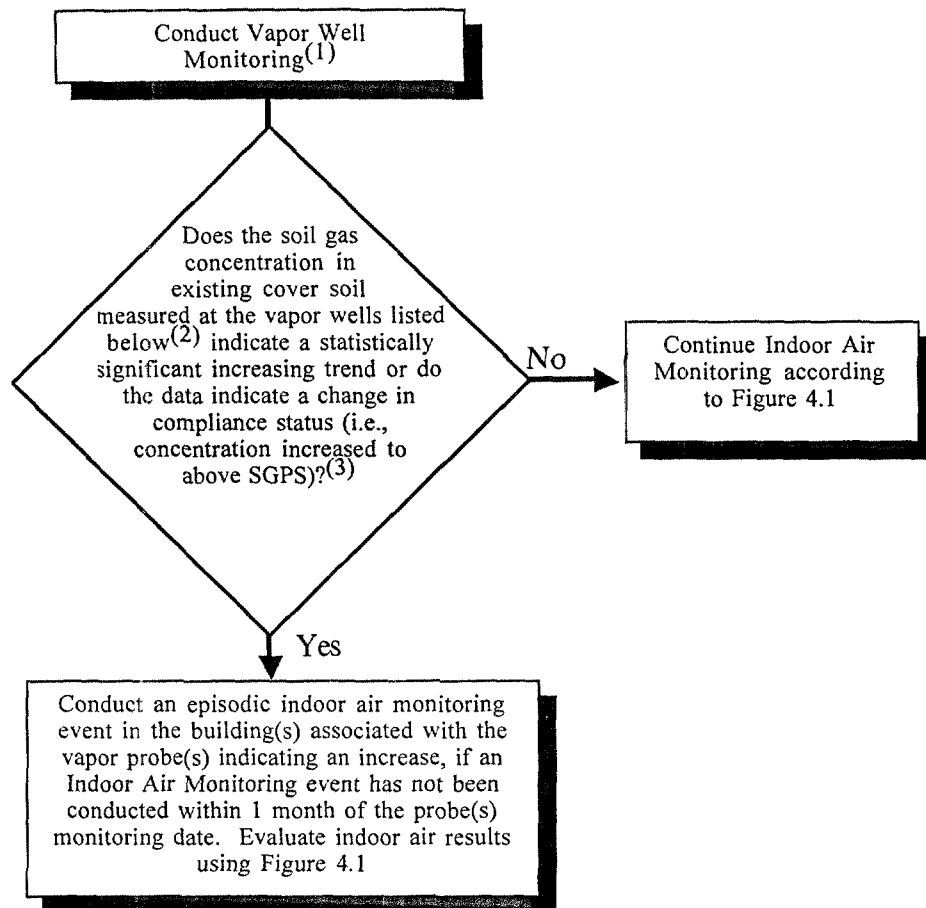 Conduct Vapor Well
Monitoring(1)
Does the soil gas
concentration in
existing cover soil
measured at the vapor wells listed
below(2) indicate a statistically
significant increasing trend or do
the data indicate a change in
compliance status (i.e.,
concentration increased to
above SGPS)?(3)
No
Continue Indoor Air
Monitoring according
to Figure 4.1
Yes
Conduct an episodic indoor air monitoring
event in the building(s) associated with the
vapor probe(s) indicating an increase, if an
Indoor Air Monitoring event has not been
conducted within 1 month of the probe(s)
monitoring date. Evaluate indoor air results
using Figure 4.1